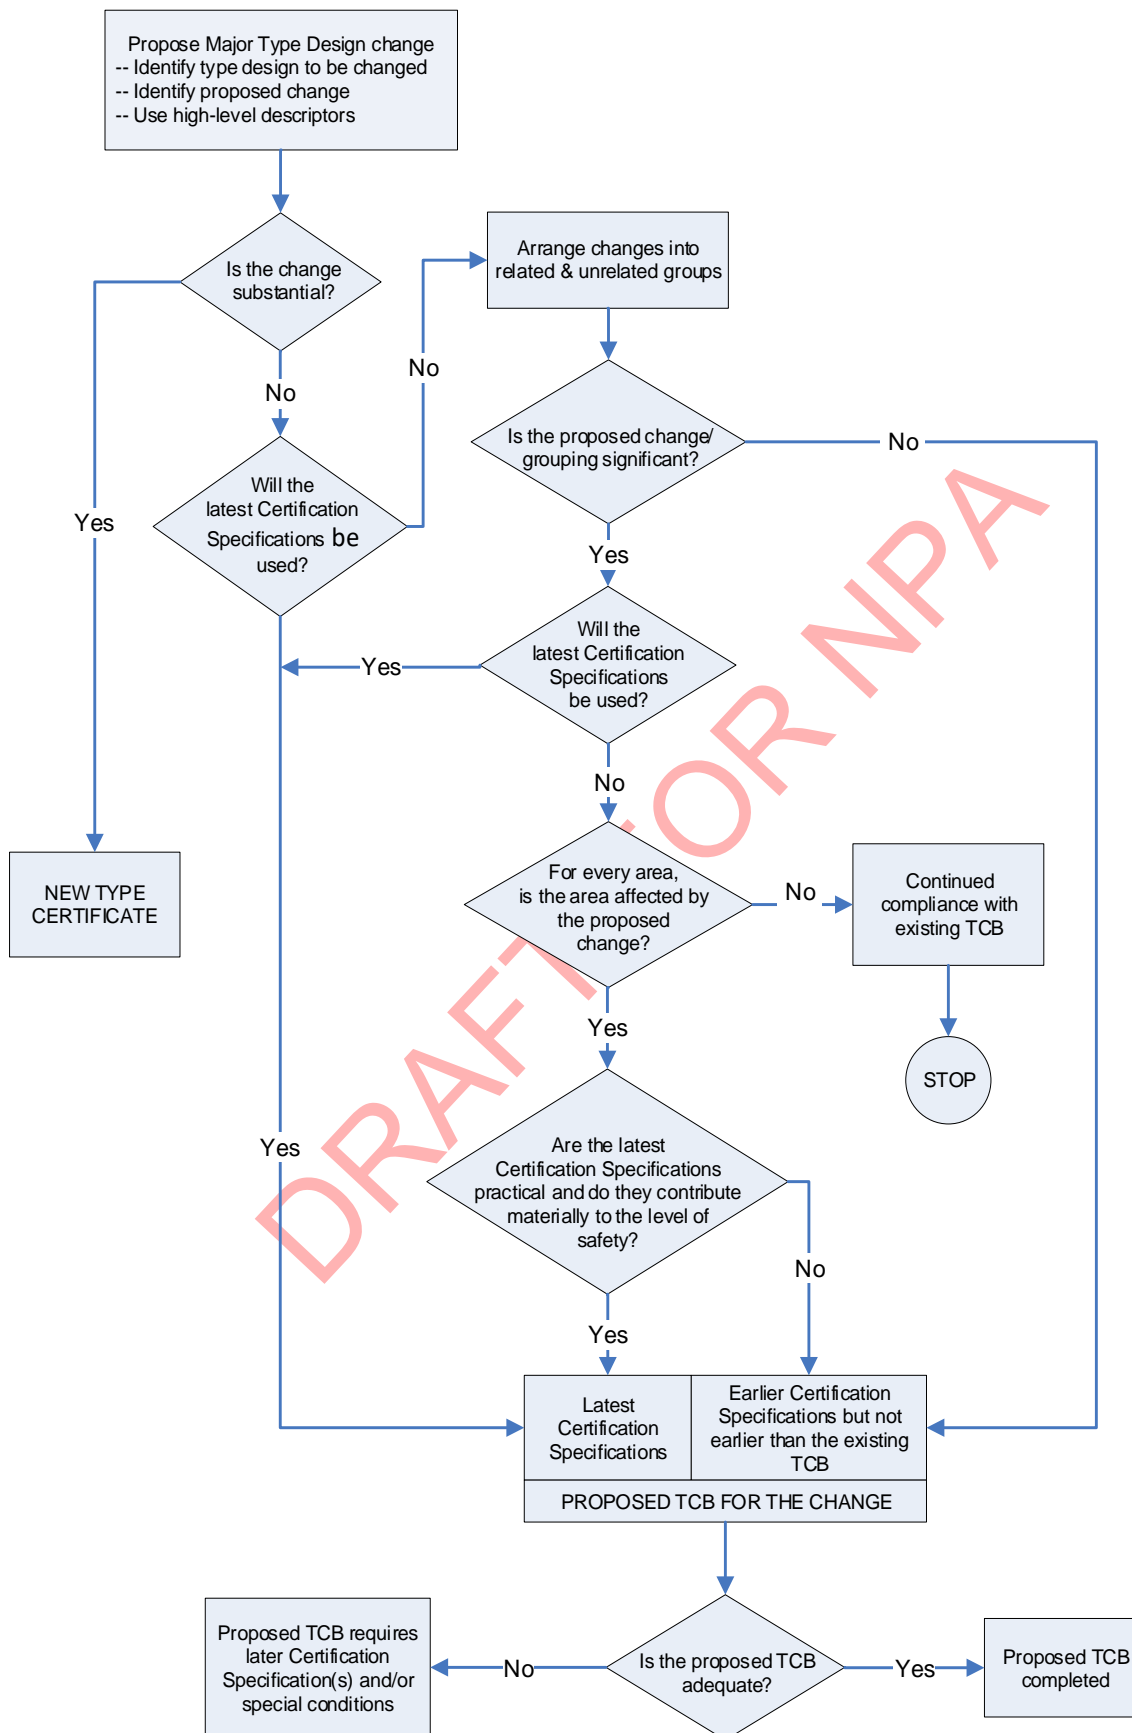 Propose Major Type Design change
-- Identify type design to be changed
-- Identify proposed change
-- Use high-level descriptors
Is the change
substantial?
Arrange changes into
related & unrelated groups
No
No
Is the proposed change/
grouping significant?
No
Will the
latest Certification
Specifications be
used?
Yes
Yes
Will the
latest Certification
Specifications
be used?
Yes
No
NEW TYPE
CERTIFICATE
For every area,
is the area affected by
the proposed
change?
No
Continued
compliance with
existing TCB
Yes
STOP
Yes
Are the latest
Certification Specifications
practical and do they contribute
materially to the level of
safety?
No
Yes
Latest
Certification
Specifications
Earlier Certification
Specifications but not
earlier than the existing
TCB
PROPOSED TCB FOR THE CHANGE
Proposed TCB requires
later Certification
Specification(s) and/or
special conditions
No
Is the proposed TCB
adequate?
Yes
Proposed TCB
completed
DRAFT FOR NPA